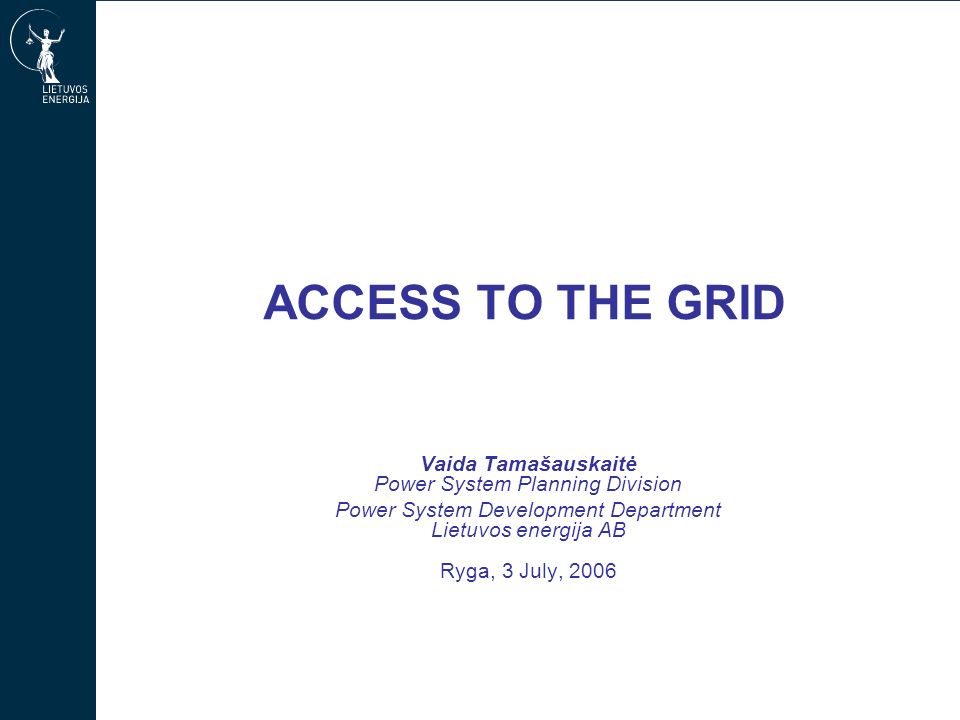 LIETUVOS
ENERGIJA
ACCESS TO THE GRID
Vaida Tamašauskaitė
Power System Planning Division
Power System Development Department
Lietuvos energija AB
Ryga, 3 July, 2006